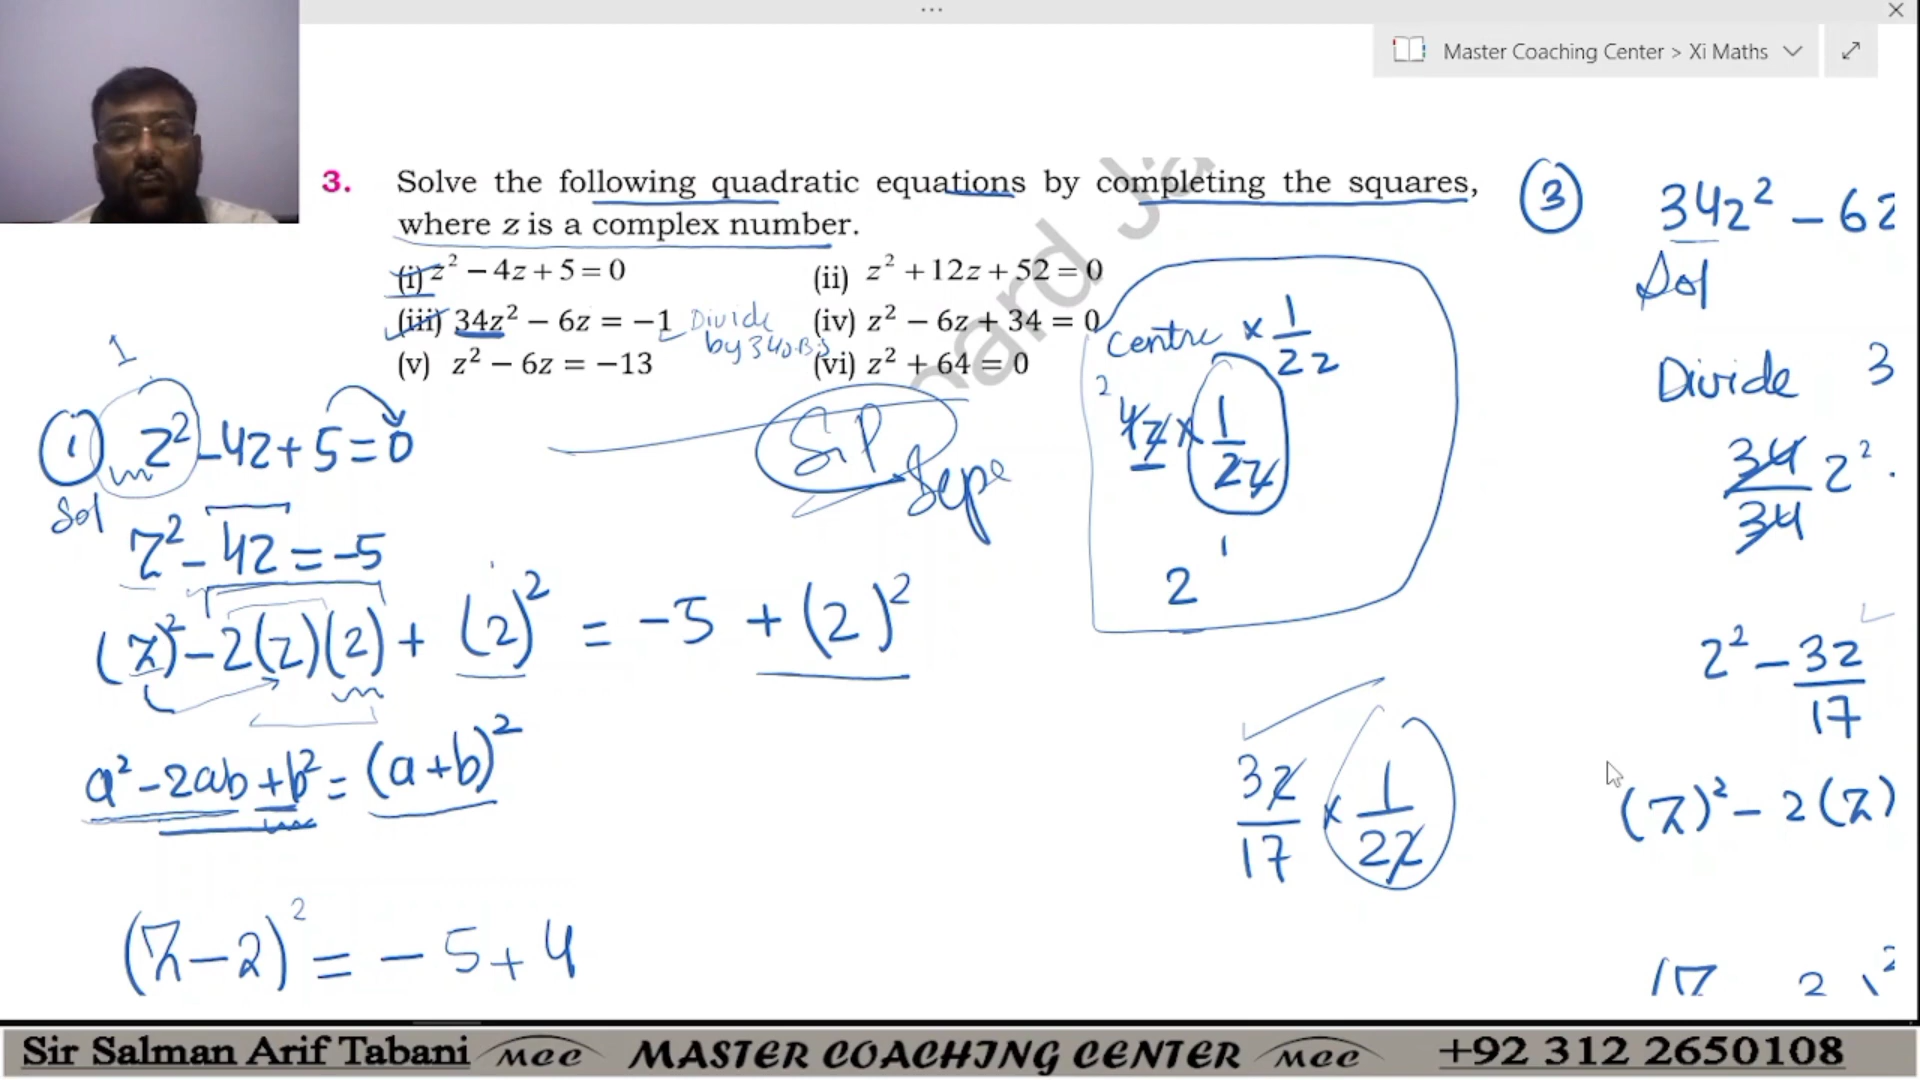 Master Coaching Center > Xi Maths
3. Solve the following quadratic equations by completing the squares,
where z is a complex number.
(i) z² − 4z + 5 = 0
(ii) z² + 12z + 52 = 0
(iii) 34z² − 6z = −1
Divide
by 34 o.B.s
(iv) z² − 6z + 34 = 0
(v) z² − 6z = −13
(vi) z² + 64 = 0
1
① z² − 4z + 5 = 0
Sol
z² − 4z = −5
(z)² − 2(z)(2) + (2)² = −5 + (2)²
a² − 2ab + b² = (a+b)²
(z − 2)² = −5 + 4
SiP
Centre × 1/2z
2
4z × 1/2z
1
2
3z/17 × 1/2z
③ 34z² − 6z
Sol
Divide 3
34/34 z²
z² − 3z/17
(z)² − 2(z)
Sir Salman Arif Tabani MCC MASTER COACHING CENTER MCC +92 312 2650108